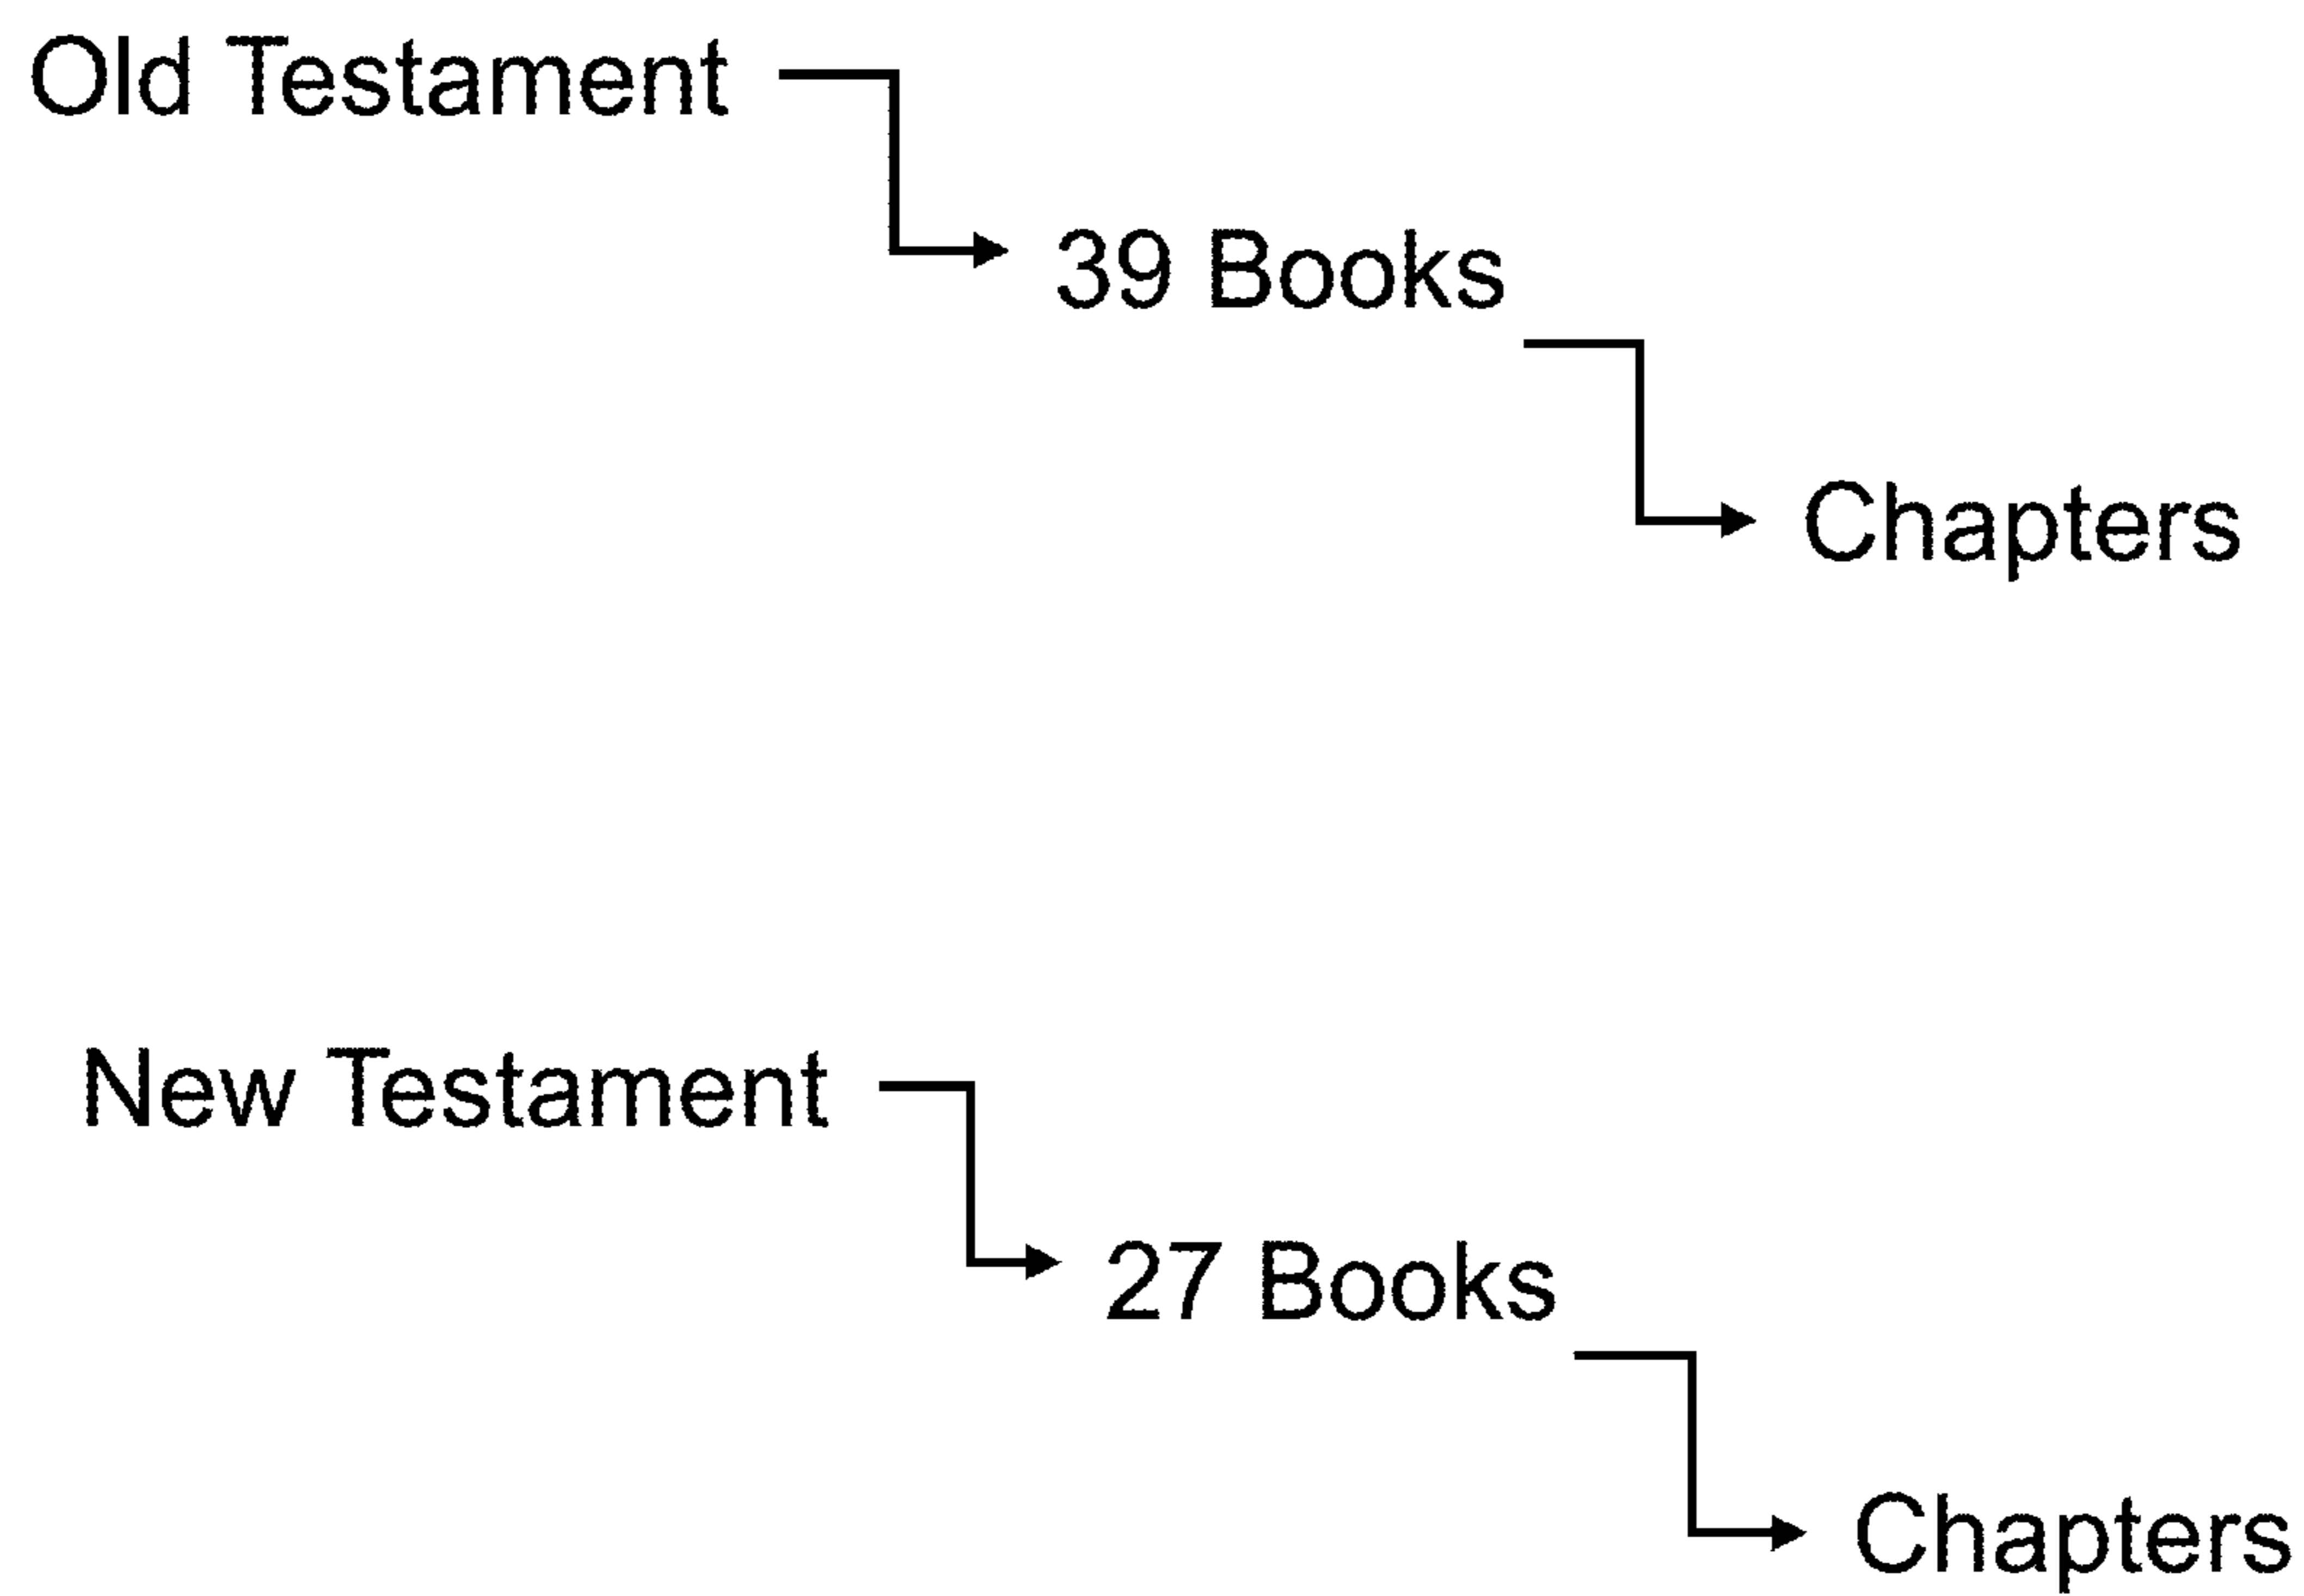 Old Testament
39 Books
Chapters
New Testament
27 Books
Chapters